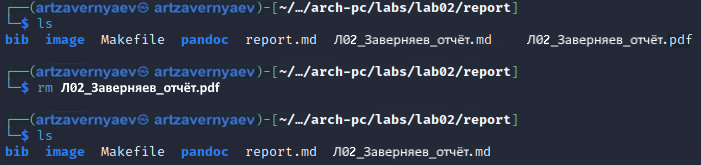 ┌──(artzavernyaev㉿ artzavernyaev)-[~/…/arch-pc/labs/lab02/report]
└─$ ls
bib image Makefile pandoc report.md Л02_Заверняев_отчёт.md Л02_Заверняев_отчёт.pdf
┌──(artzavernyaev㉿ artzavernyaev)-[~/…/arch-pc/labs/lab02/report]
└─$ rm Л02_Заверняев_отчёт.pdf
┌──(artzavernyaev㉿ artzavernyaev)-[~/…/arch-pc/labs/lab02/report]
└─$ ls
bib image Makefile pandoc report.md Л02_Заверняев_отчёт.md